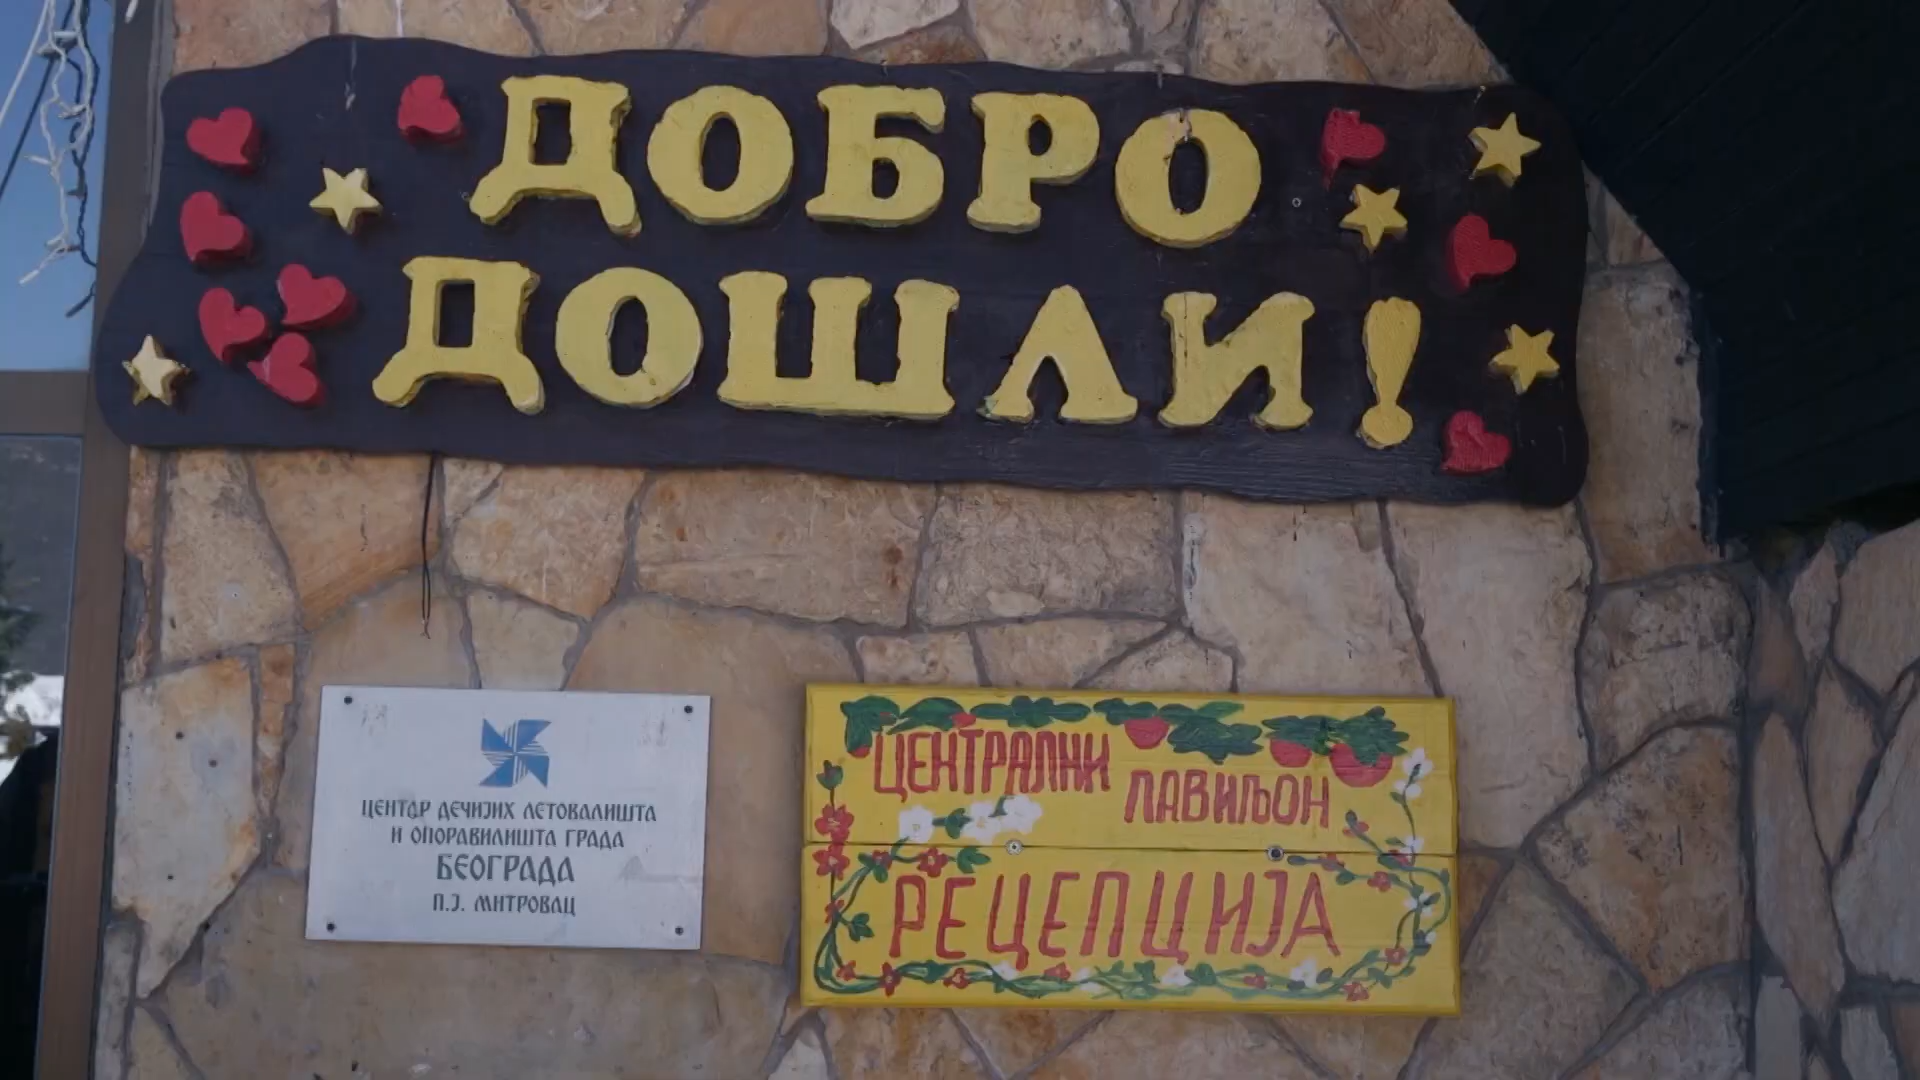 ДОБРО
ДОШЛИ!
ЦЕНТАР ДЕЧИЈИХ ЛЕТОВАЛИШТА
И ОПОРАВИЛИШТА ГРАДА
БЕОГРАДА
П.Ј. МИТРОВАЦ
ЦЕНТРАЛНИ ПАВИЉОН
РЕЦЕПЦИЈА